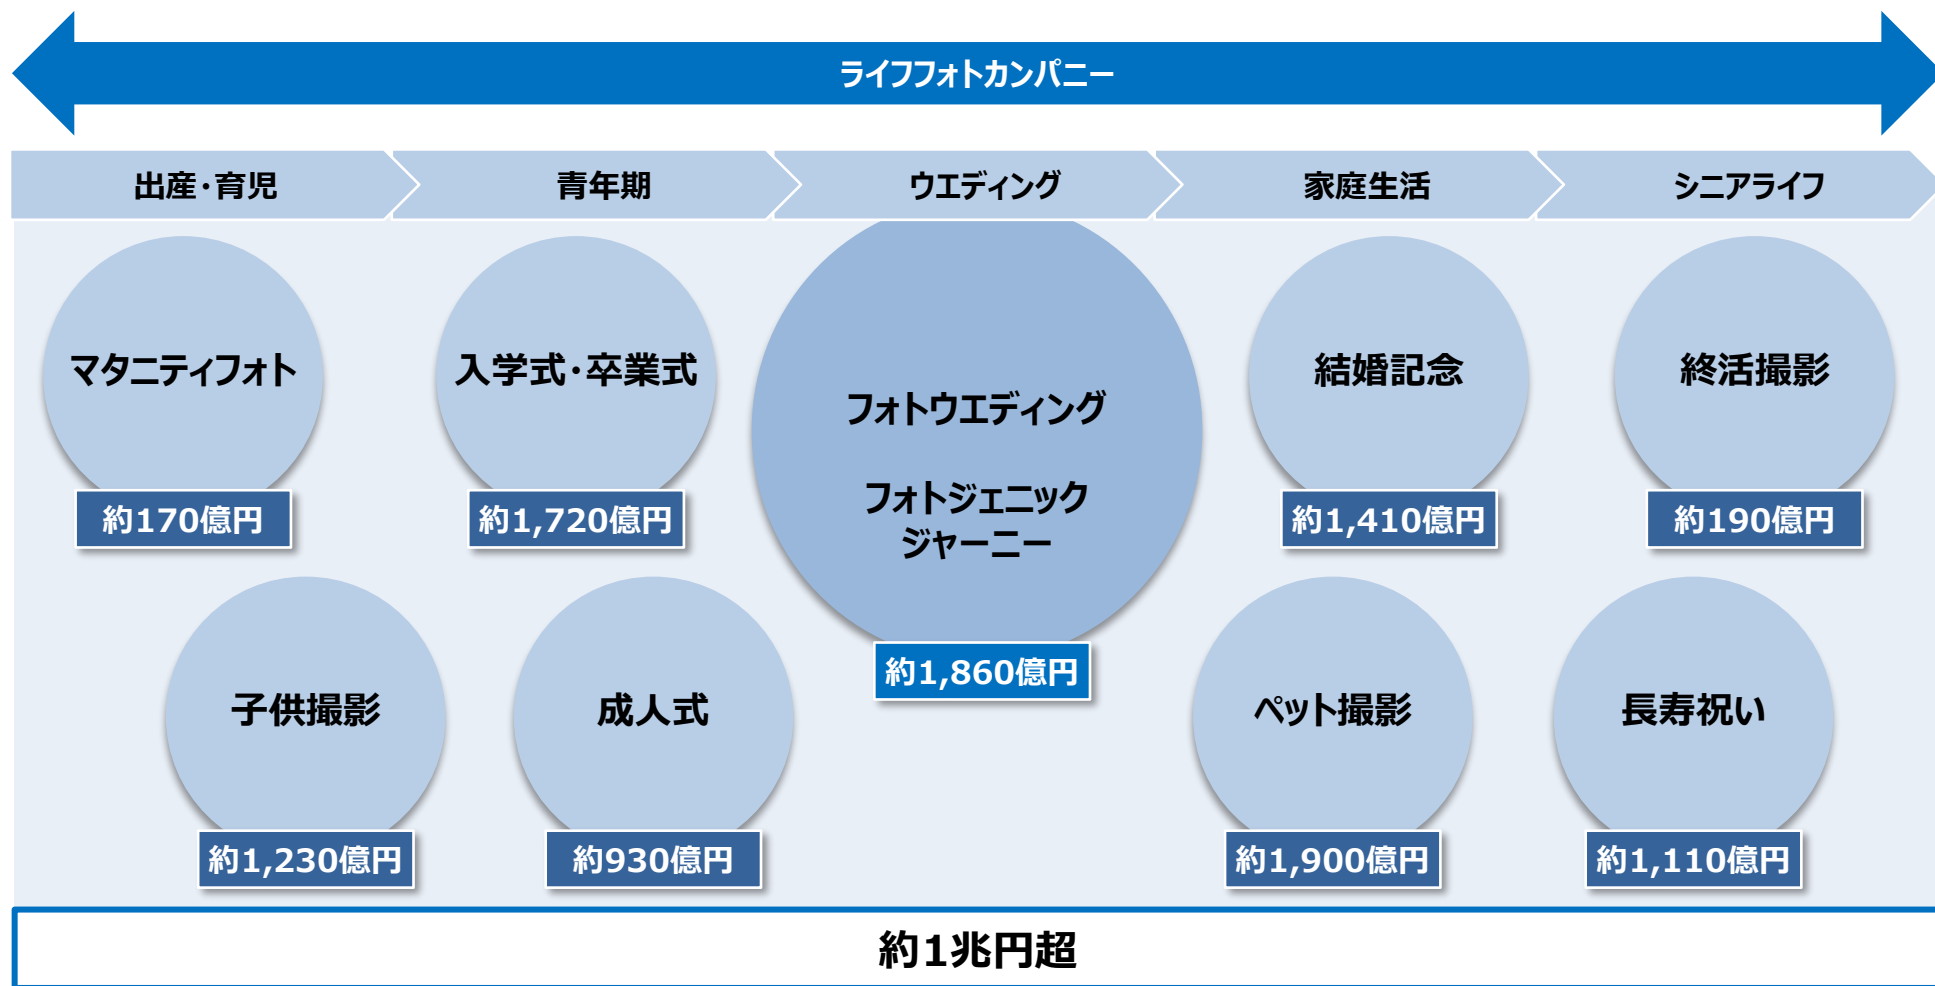 ライフフォトカンパニー
出産・育児
青年期
ウエディング
家庭生活
シニアライフ
マタニティフォト
約170億円
入学式・卒業式
約1,720億円
フォトウエディング
フォトジェニック
ジャーニー
約1,860億円
結婚記念
約1,410億円
終活撮影
約190億円
子供撮影
約1,230億円
成人式
約930億円
ペット撮影
約1,900億円
長寿祝い
約1,110億円
約1兆円超